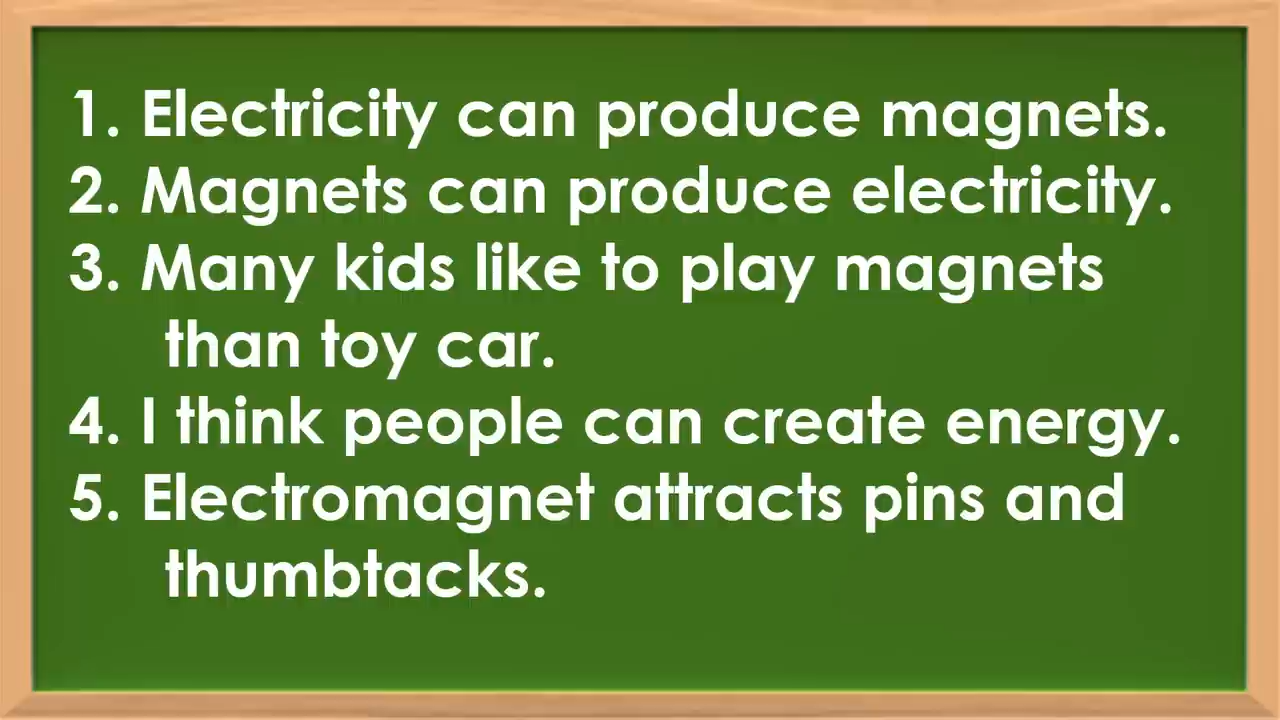 1. Electricity can produce magnets.
2. Magnets can produce electricity.
3. Many kids like to play magnets
than toy car.
4. I think people can create energy.
5. Electromagnet attracts pins and
thumbtacks.